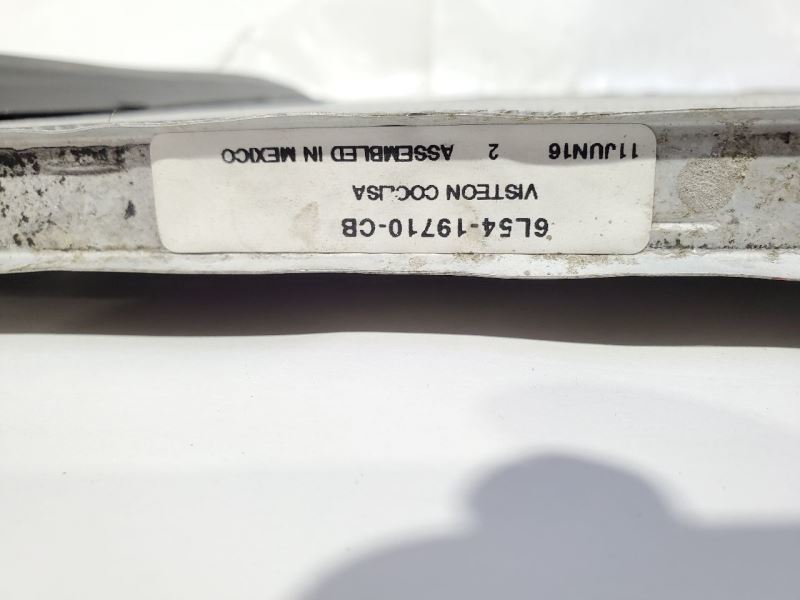 6L54-19710-CB
VISTEON
11JUN16 2 ASSEMBLED IN MEXICO